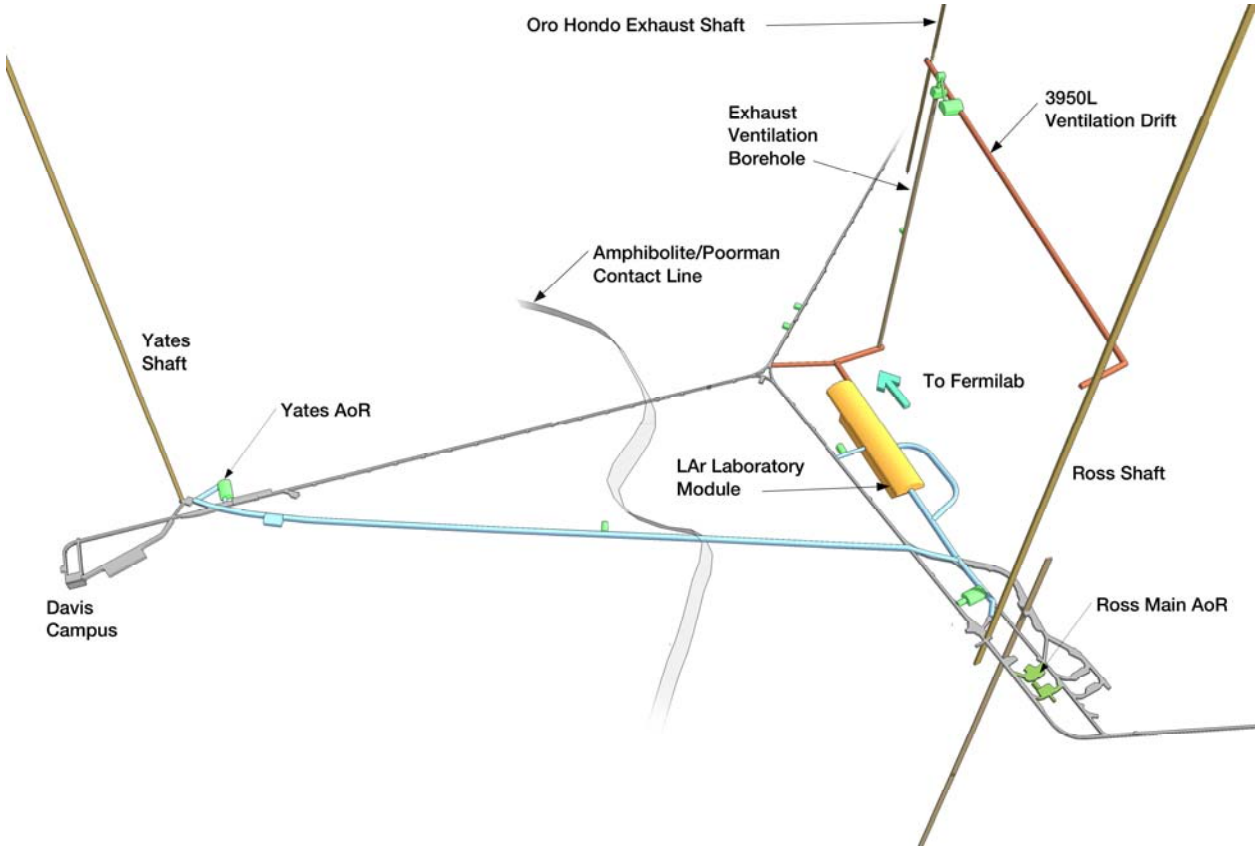 Oro Hondo Exhaust Shaft
3950L
Ventilation Drift
Exhaust
Ventilation
Borehole
Amphibolite/Poorman
Contact Line
Yates
Shaft
Yates AoR
To Fermilab
LAr Laboratory
Module
Ross Shaft
Davis
Campus
Ross Main AoR